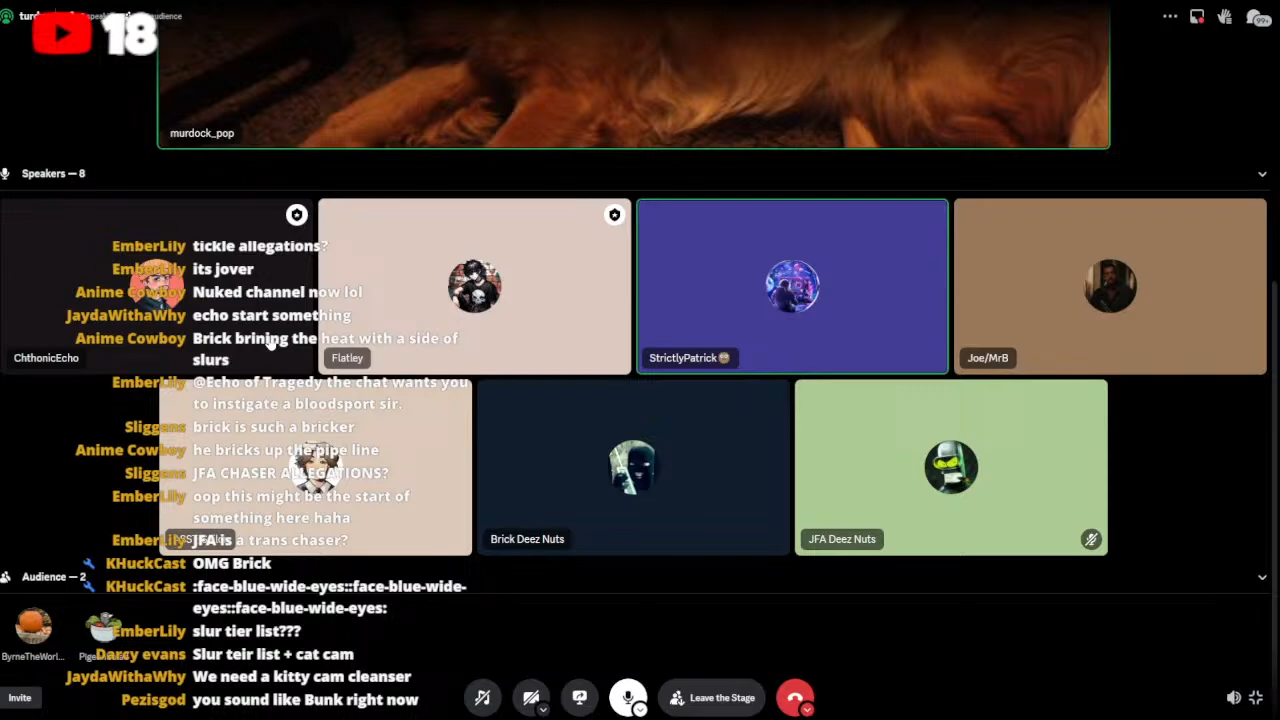 18
murdock_pop
Speakers — 8
EmberLily tickle allegations?
EmberLily its jover
Anime Cowboy Nuked channel now lol
JaydaWithaWhy echo start something
Anime Cowboy Brick brining the heat with a side of
slurs
ChthonicEcho
Flatley
StrictlyPatrick
Joe/MrB
EmberLily @Echo of Tragedy the chat wants you
to instigate a bloodsport sir.
Sliggens brick is such a bricker
Anime Cowboy he bricks up the pipe line
Sliggens JFA CHASER ALLEGATIONS?
EmberLily oop this might be the start of
something here haha
EmberLily JFA is a trans chaser?
Brick Deez Nuts
JFA Deez Nuts
KHuckCast OMG Brick
Audience — 2
KHuckCast :face-blue-wide-eyes::face-blue-wide-
eyes::face-blue-wide-eyes:
EmberLily slur tier list???
Darcy evans Slur teir list + cat cam
ByrneTheWorl...
JaydaWithaWhy We need a kitty cam cleanser
Pezisgod you sound like Bunk right now
Invite
Leave the Stage
99+